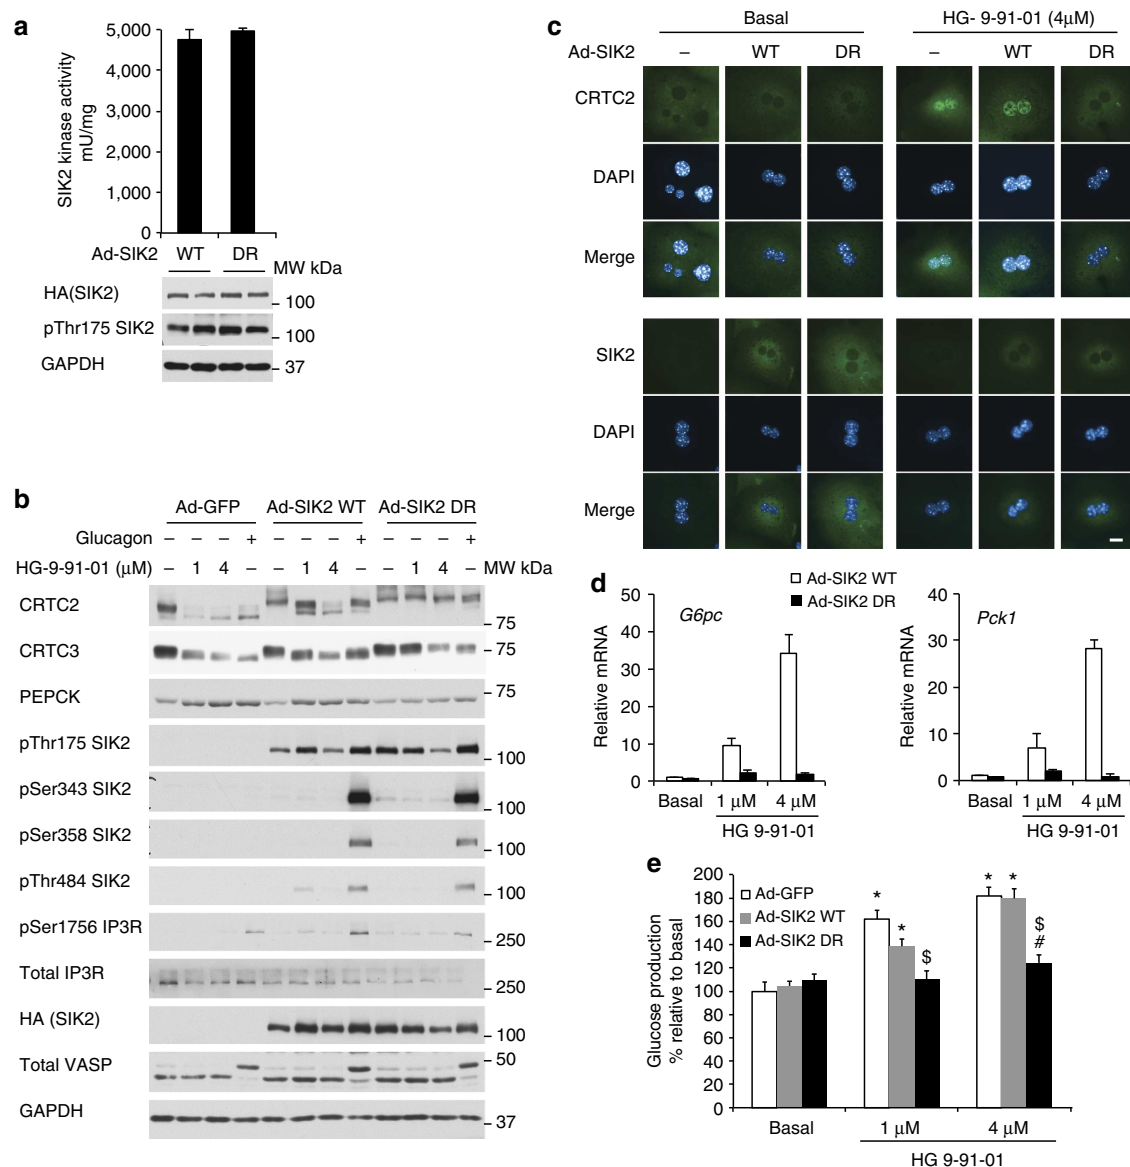 a
5,000
4,000
3,000
2,000
1,000
0
SIK2 kinase activity
mU/mg
Ad-SIK2 WT DR
MW kDa
HA(SIK2)
100
pThr175 SIK2
100
GAPDH
37
b
Ad-GFP Ad-SIK2 WT Ad-SIK2 DR
Glucagon – – – + – – – + – – – +
HG-9-91-01 (µM) – 1 4 – – 1 4 – – 1 4 – MW kDa
CRTC2
75
CRTC3
75
PEPCK
75
pThr175 SIK2
100
pSer343 SIK2
100
pSer358 SIK2
100
pThr484 SIK2
100
pSer1756 IP3R
250
Total IP3R
250
HA (SIK2)
100
Total VASP
50
GAPDH
37
c
Basal HG- 9-91-01 (4µM)
Ad-SIK2 – WT DR – WT DR
CRTC2
DAPI
Merge
SIK2
DAPI
Merge
d
Ad-SIK2 WT
Ad-SIK2 DR
G6pc
50
40
30
20
10
0
Relative mRNA
Basal 1 µM 4 µM
HG 9-91-01
Pck1
40
30
20
10
0
Relative mRNA
Basal 1 µM 4 µM
HG 9-91-01
e
Ad-GFP
Ad-SIK2 WT
Ad-SIK2 DR
200
180
160
140
120
100
80
60
40
20
0
Glucose production
% relative to basal
* * $ * * $ #
Basal 1 µM 4 µM
HG 9-91-01